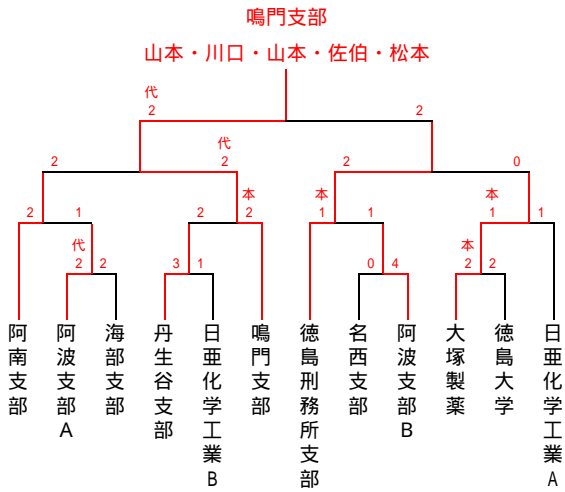 鳴門支部
山本・川口・山本・佐伯・松本
代
2 2
代
2 2 2 0
本 本 本
2 1 2 2 1 1 1 1
代 本
2 2 3 1 0 4 2 2
阿南支部
阿波支部A
海部支部
丹生谷支部
日亜化学工業B
鳴門支部
徳島刑務所支部
名西支部
阿波支部B
大塚製薬
徳島大学
日亜化学工業A